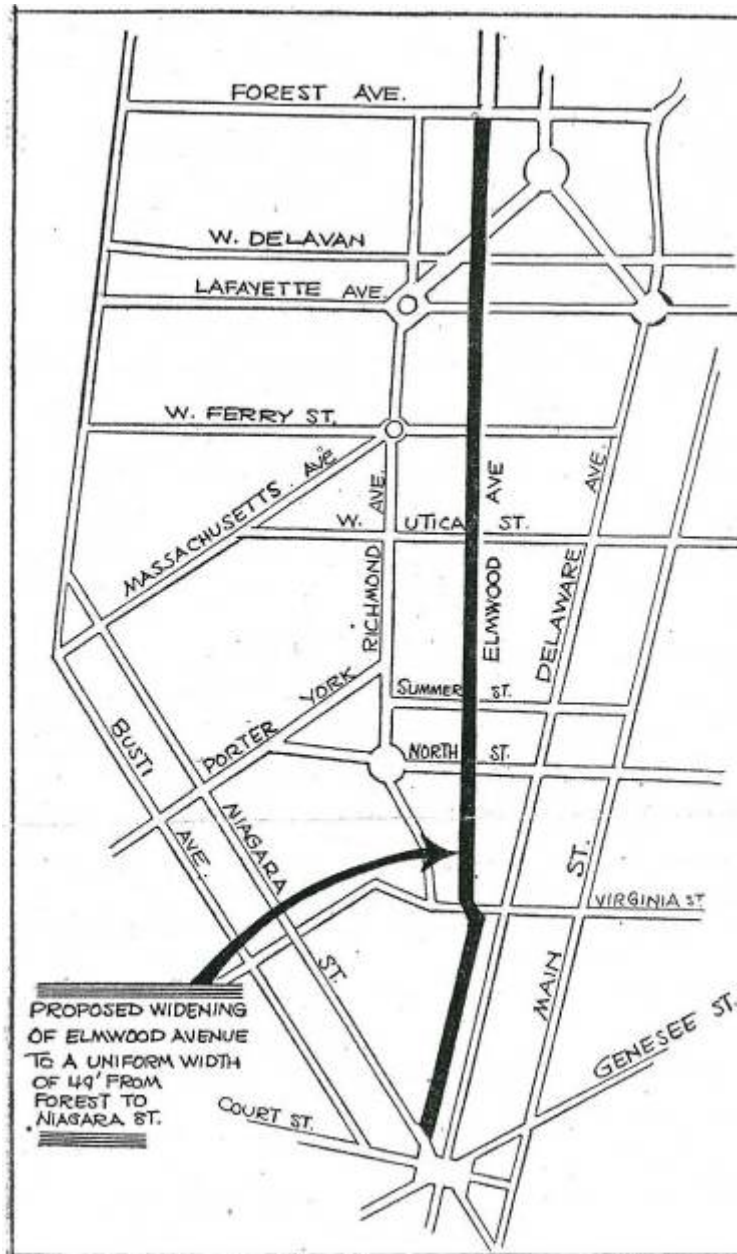 FOREST AVE.
W. DELAVAN
LAFAYETTE AVE.
W. FERRY ST.
MASSACHUSETTS AVE
W. UTICA ST.
RICHMOND AVE.
ELMWOOD AVE
DELAWARE AVE.
SUMMER ST.
PORTER YORK
NORTH ST.
BUSTI AVE.
NIAGARA ST.
VIRGINIA ST
MAIN ST.
GENESEE ST.
COURT ST.
PROPOSED WIDENING
OF ELMWOOD AVENUE
TO A UNIFORM WIDTH
OF 49' FROM
FOREST TO
NIAGARA ST.